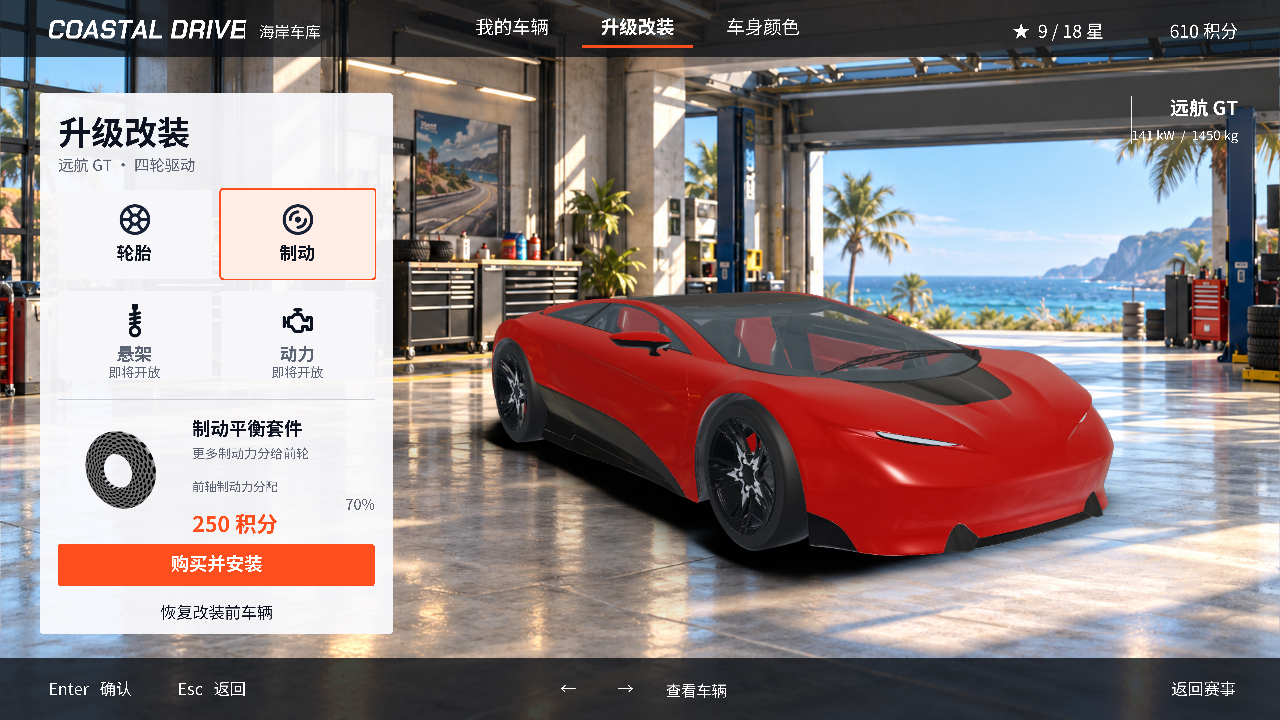 COASTAL DRIVE 海岸车库
我的车辆
升级改装
车身颜色
★ 9 / 18 星
610 积分
升级改装
远航 GT • 四轮驱动
轮胎
制动
悬架
即将开放
动力
即将开放
制动平衡套件
更多制动力分给前轮
前轴制动力分配
70%
250 积分
购买并安装
恢复改装前车辆
远航 GT
141 kW / 1450 kg
Enter 确认
Esc 返回
← → 查看车辆
返回赛事